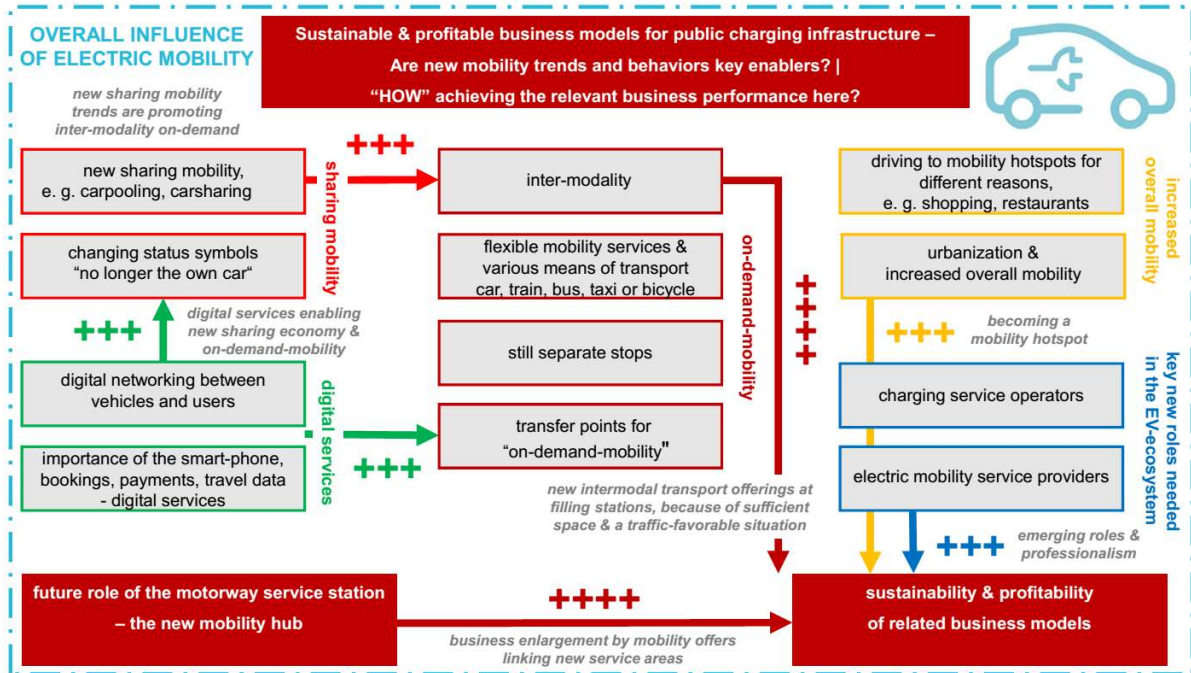 OVERALL INFLUENCE
OF ELECTRIC MOBILITY
Sustainable & profitable business models for public charging infrastructure –
Are new mobility trends and behaviors key enablers? |
“HOW” achieving the relevant business performance here?
new sharing mobility
trends are promoting
inter-modality on-demand
+++
new sharing mobility,
e. g. carpooling, carsharing
changing status symbols
“no longer the own car“
sharing mobility
+++
digital services enabling
new sharing economy &
on-demand-mobility
digital networking between
vehicles and users
importance of the smart-phone,
bookings, payments, travel data
- digital services
digital services
+++
inter-modality
flexible mobility services &
various means of transport
car, train, bus, taxi or bicycle
still separate stops
transfer points for
“on-demand-mobility"
on-demand-mobility
++++
new intermodal transport offerings at
filling stations, because of sufficient
space & a traffic-favorable situation
driving to mobility hotspots for
different reasons,
e. g. shopping, restaurants
urbanization &
increased overall mobility
increased
overall mobility
+++
becoming a
mobility hotspot
charging service operators
electric mobility service providers
key new roles needed
in the EV-ecosystem
+++
emerging roles &
professionalism
future role of the motorway service station
– the new mobility hub
++++
business enlargement by mobility offers
linking new service areas
sustainability & profitability
of related business models